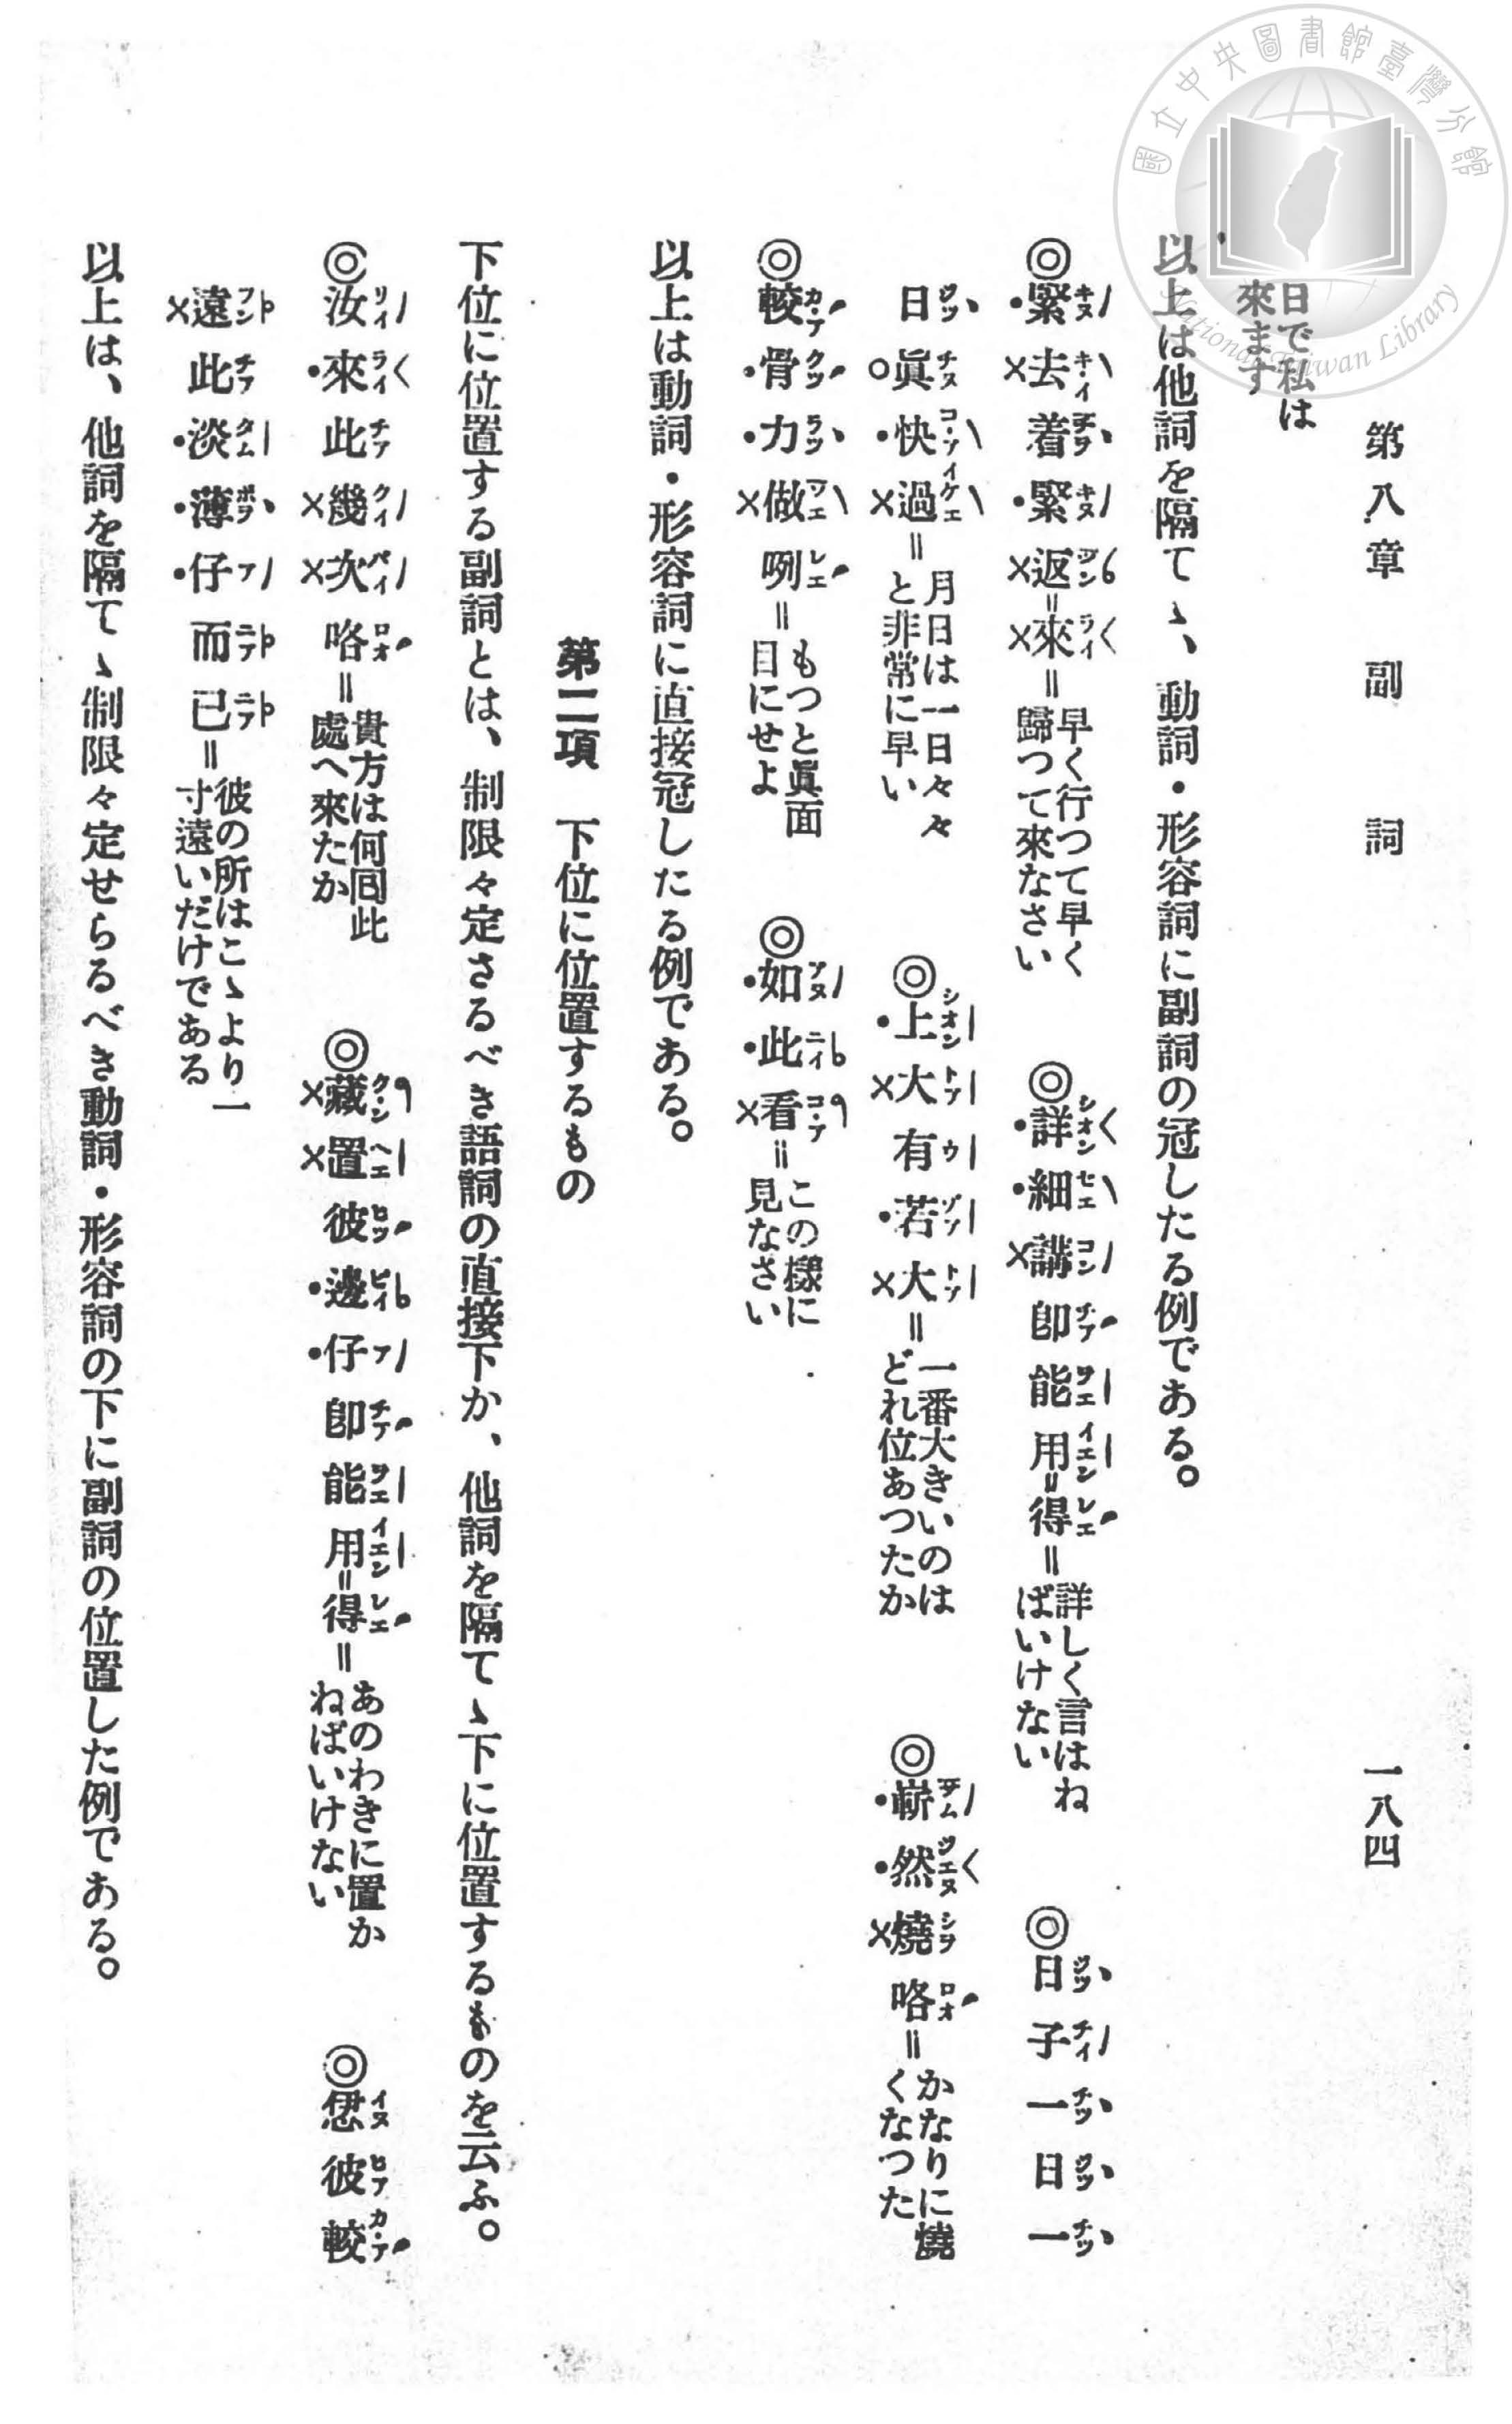 第八章 副詞 一八四
日で私は
來ます
以上は他詞を隔てゝ、動詞・形容詞に副詞の冠したる例である。
◎緊去着緊返=來=早く行つて早く歸つて來なさい ◎詳細講即能用=得=詳しく言はねばいけない ◎日子一日一
日眞快過=月日は一日々々と非常に早い ◎上大有若大=一番大きいのはどれ位あつたか ◎嶄然燒咯=かなりに燒くなつた
◎較骨力做咧=もつと眞面目にせよ ◎如此看=この樣に見なさい
以上は動詞・形容詞に直接冠したる例である。
第二項 下位に位置するもの
下位に位置する副詞とは、制限々定さるべき語詞の直接下か、他詞を隔てゝ下に位置するものを云ふ。
◎汝來此幾次咯=貴方は何回此處へ來たか ◎藏置彼邊仔即能用=得=あのわきに置かねばいけない ◎恁彼較
遠此淡薄仔而已=彼の所はこゝより一寸遠いだけである
以上は、他詞を隔てゝ制限々定せらるべき動詞・形容詞の下に副詞の位置した例である。
國立中央圖書館臺灣分館
National Taiwan Library